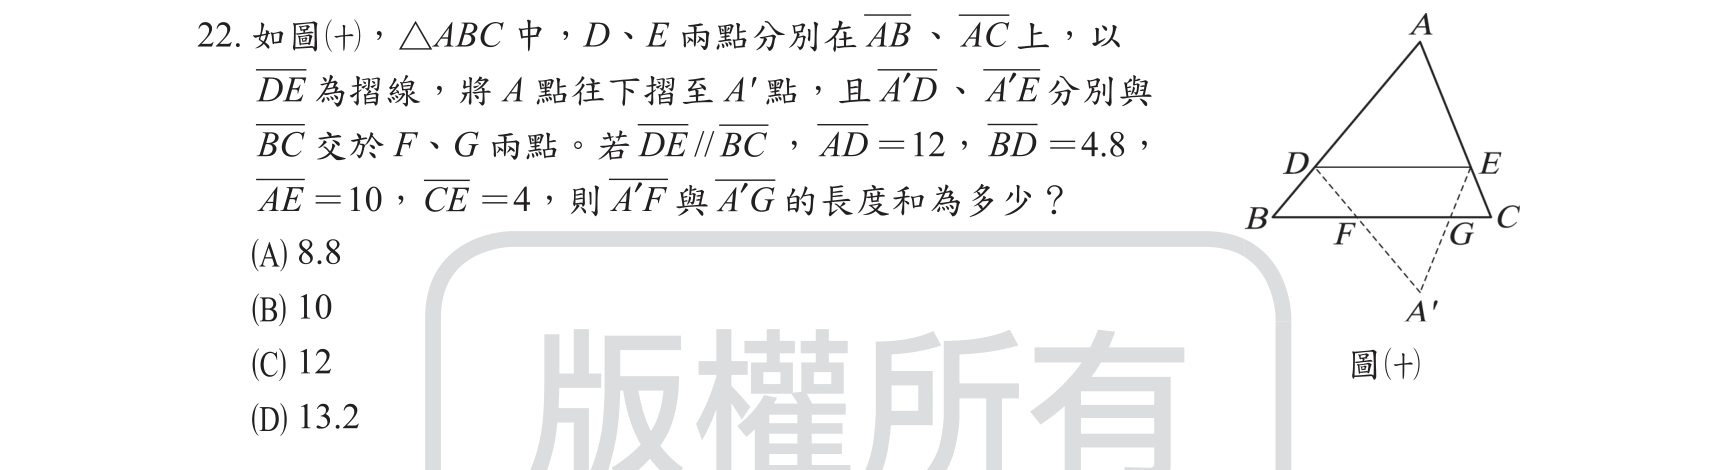 22. 如圖(十)，△ABC 中，D、E 兩點分別在 AB、AC 上，以
DE 為摺線，將 A 點往下摺至 A′ 點，且 A′D、A′E 分別與
BC 交於 F、G 兩點。若 DE // BC，AD＝12，BD＝4.8，
AE＝10，CE＝4，則 A′F 與 A′G 的長度和為多少？
(A) 8.8
(B) 10
(C) 12
(D) 13.2
A
D
E
B
F
G
C
A′
圖(十)
版權所有